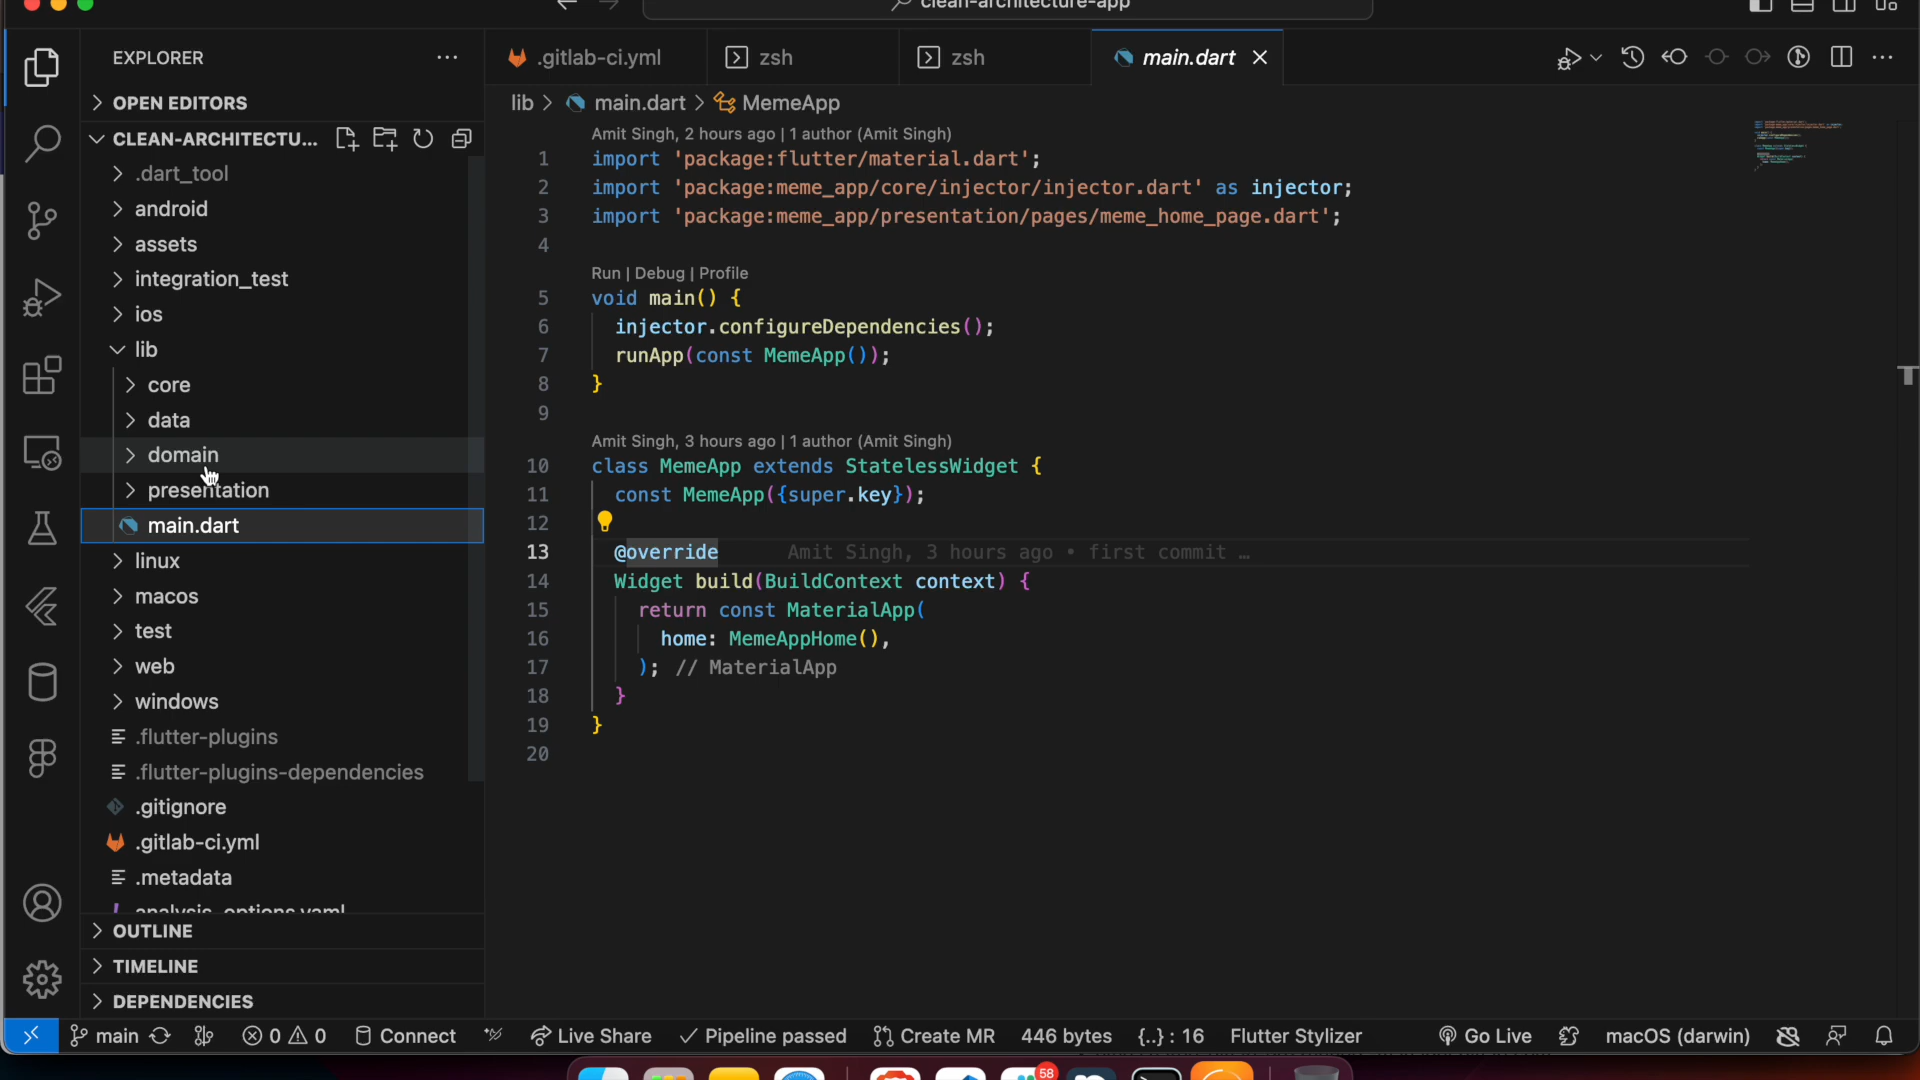 clean-architecture-app
EXPLORER
OPEN EDITORS
CLEAN-ARCHITECTU...
.dart_tool
android
assets
integration_test
ios
lib
core
data
domain
presentation
main.dart
linux
macos
test
web
windows
.flutter-plugins
.flutter-plugins-dependencies
.gitignore
.gitlab-ci.yml
.metadata
analysis_options.yaml
OUTLINE
TIMELINE
DEPENDENCIES
.gitlab-ci.yml zsh zsh main.dart
lib > main.dart > MemeApp
Amit Singh, 2 hours ago | 1 author (Amit Singh)
1 import 'package:flutter/material.dart';
2 import 'package:meme_app/core/injector/injector.dart' as injector;
3 import 'package:meme_app/presentation/pages/meme_home_page.dart';
4
Run | Debug | Profile
5 void main() {
6 injector.configureDependencies();
7 runApp(const MemeApp());
8 }
9
Amit Singh, 3 hours ago | 1 author (Amit Singh)
10 class MemeApp extends StatelessWidget {
11 const MemeApp({super.key});
12
13 @override Amit Singh, 3 hours ago • first commit …
14 Widget build(BuildContext context) {
15 return const MaterialApp(
16 home: MemeAppHome(),
17 ); // MaterialApp
18 }
19 }
20
main 0 0 Connect Live Share Pipeline passed Create MR 446 bytes {..} : 16 Flutter Stylizer Go Live macOS (darwin)
58